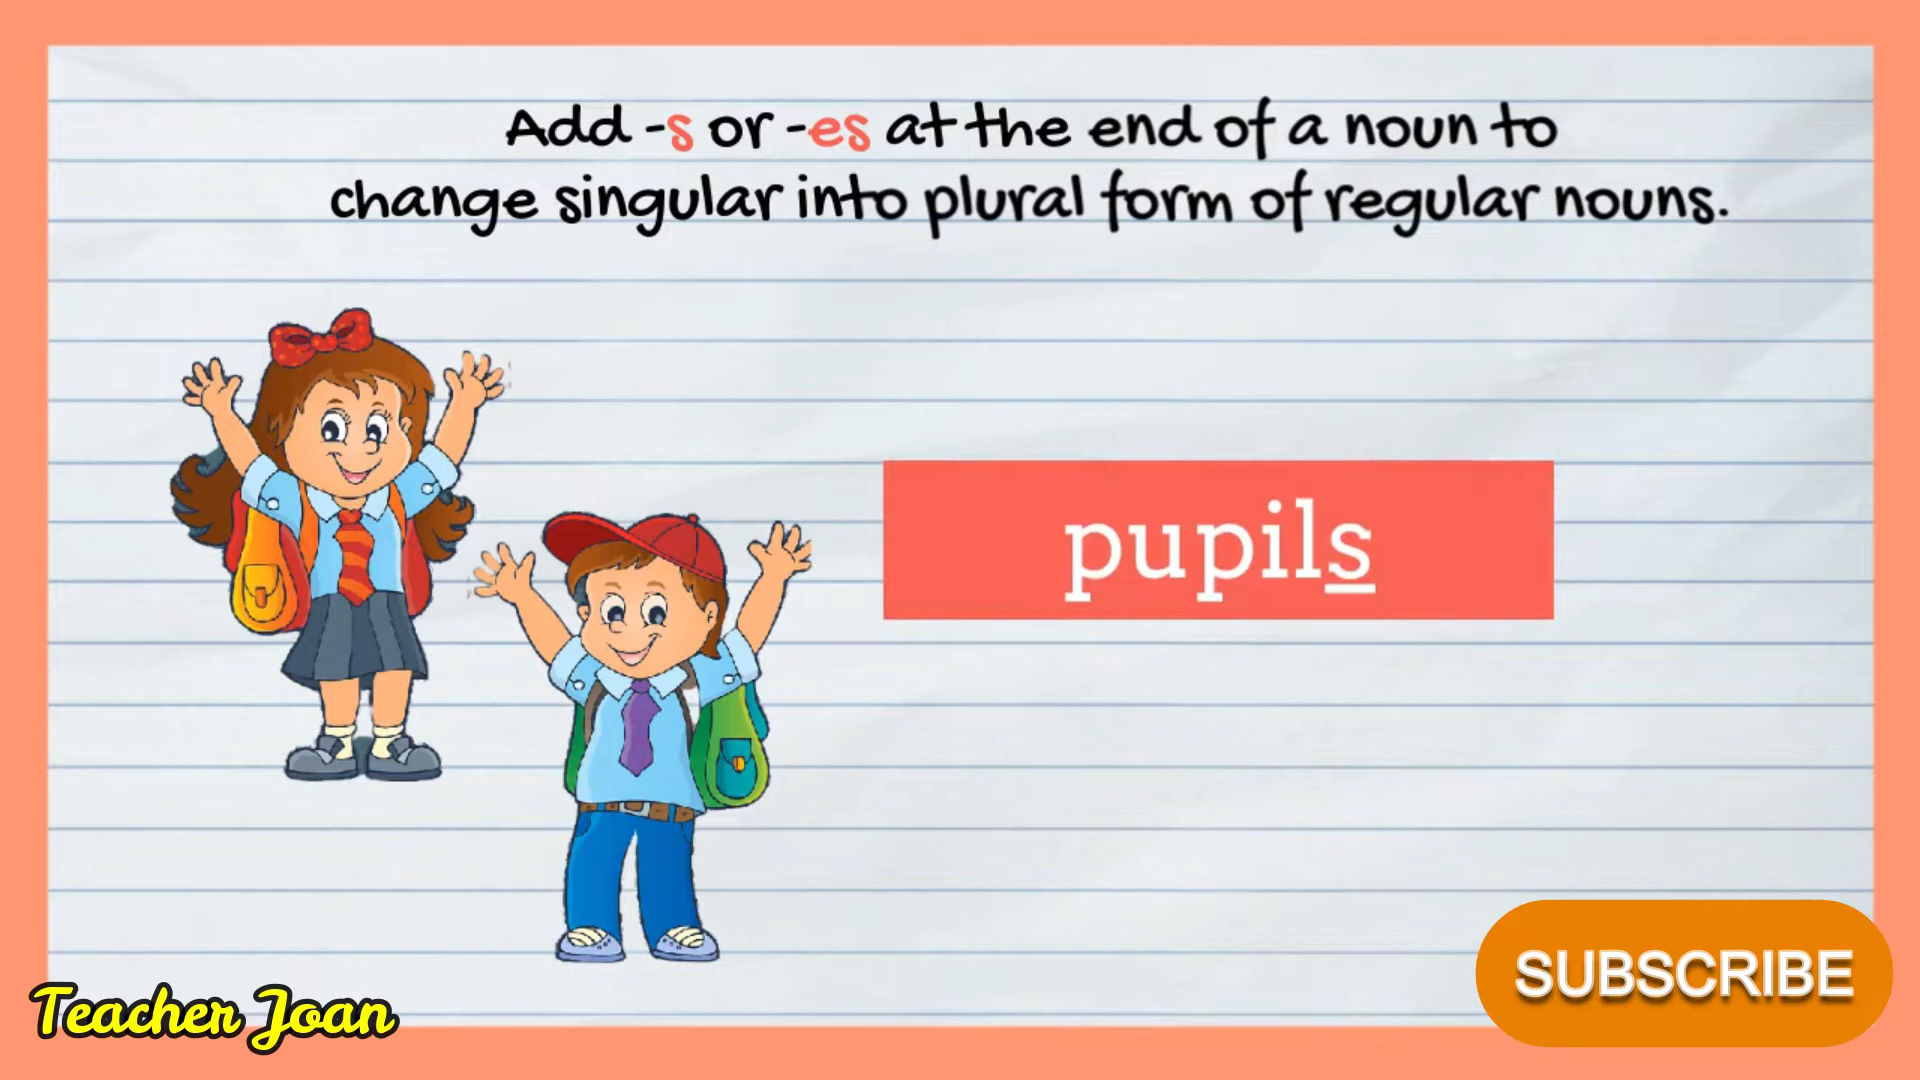 Add -s or -es at the end of a noun to
change singular into plural form of regular nouns.
pupils
SUBSCRIBE
Teacher Joan